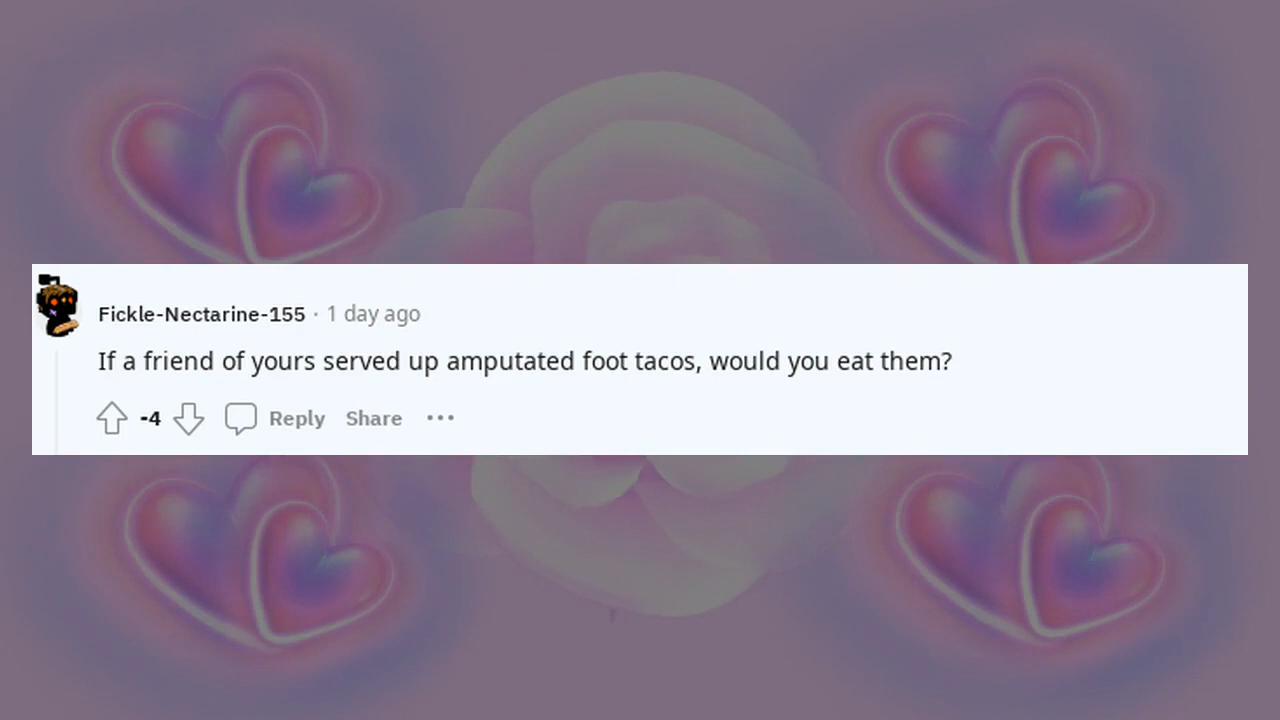 Fickle-Nectarine-155 · 1 day ago
If a friend of yours served up amputated foot tacos, would you eat them?
-4 Reply Share ···